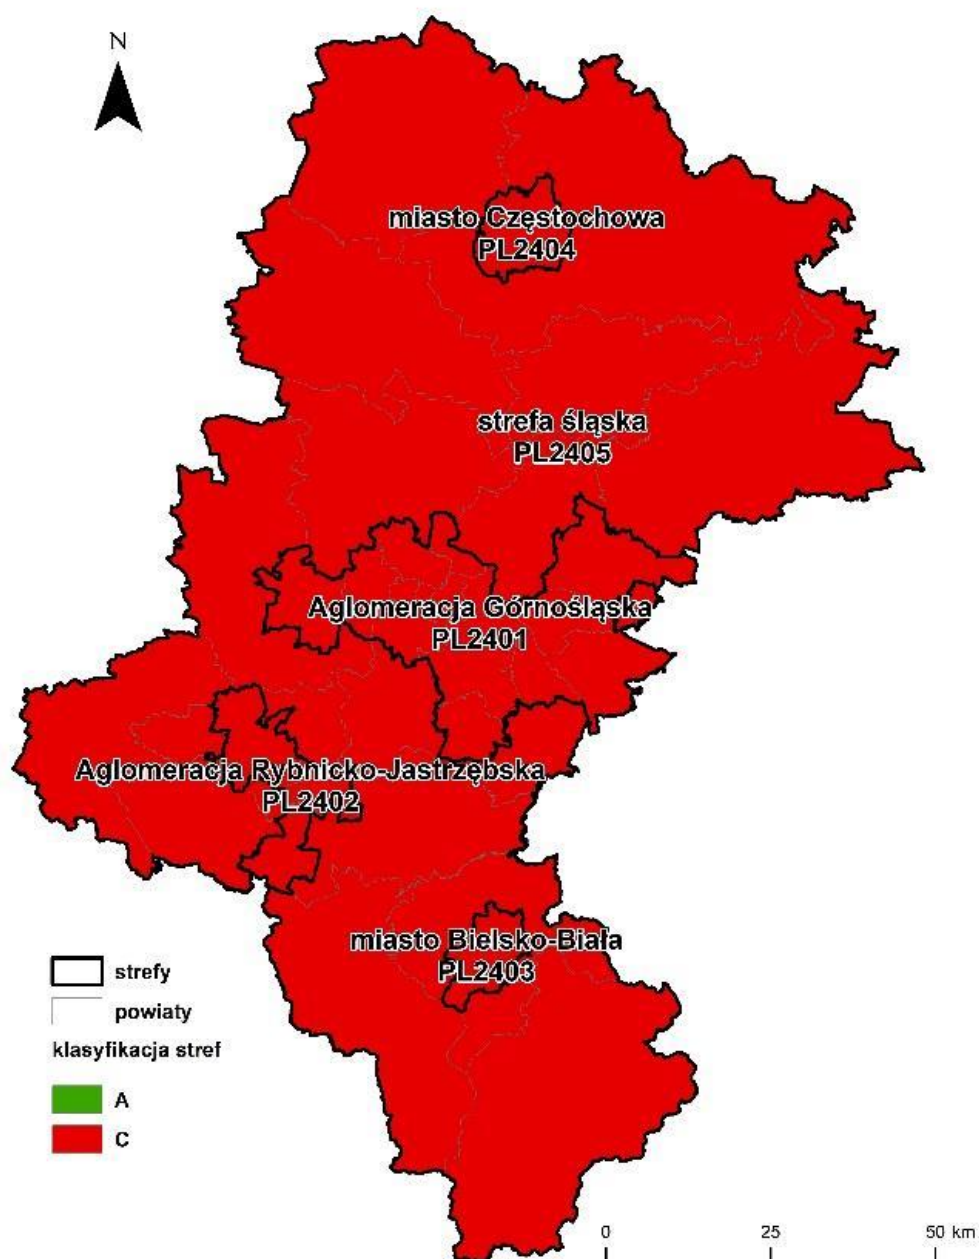 N
miasto Częstochowa
PL2404
strefa śląska
PL2405
Aglomeracja Górnośląska
PL2401
Aglomeracja Rybnicko-Jastrzębska
PL2402
miasto Bielsko-Biała
PL2403
strefy
powiaty
klasyfikacja stref
A
C
0 25 50 km